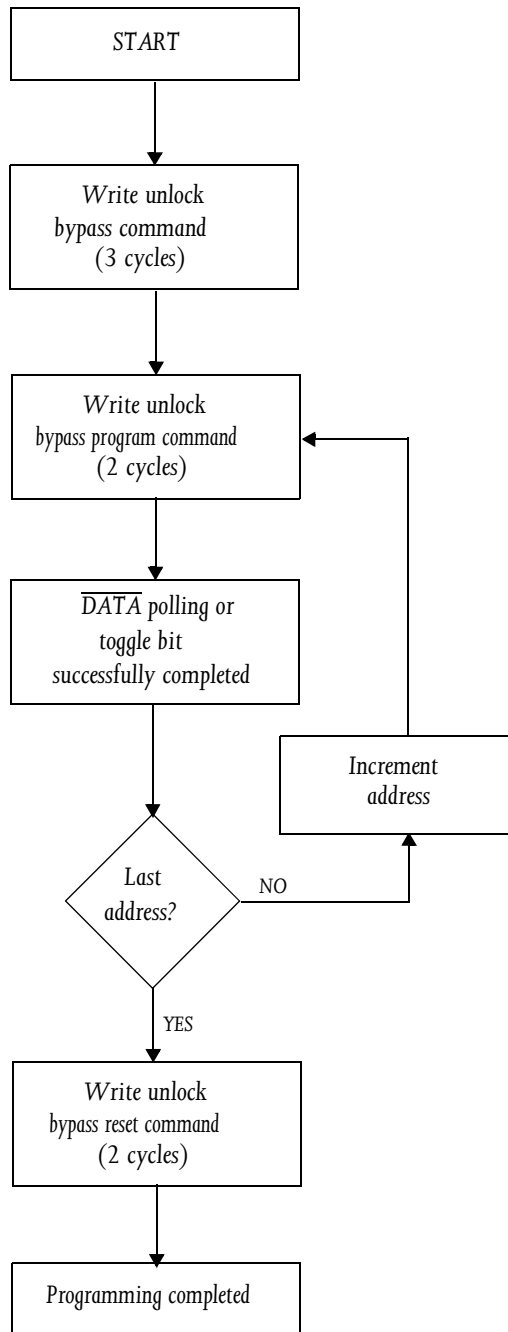 START
Write unlock
bypass command
(3 cycles)
Write unlock
bypass program command
(2 cycles)
DATA polling or
toggle bit
successfully completed
Increment
address
Last
address?
NO
YES
Write unlock
bypass reset command
(2 cycles)
Programming completed